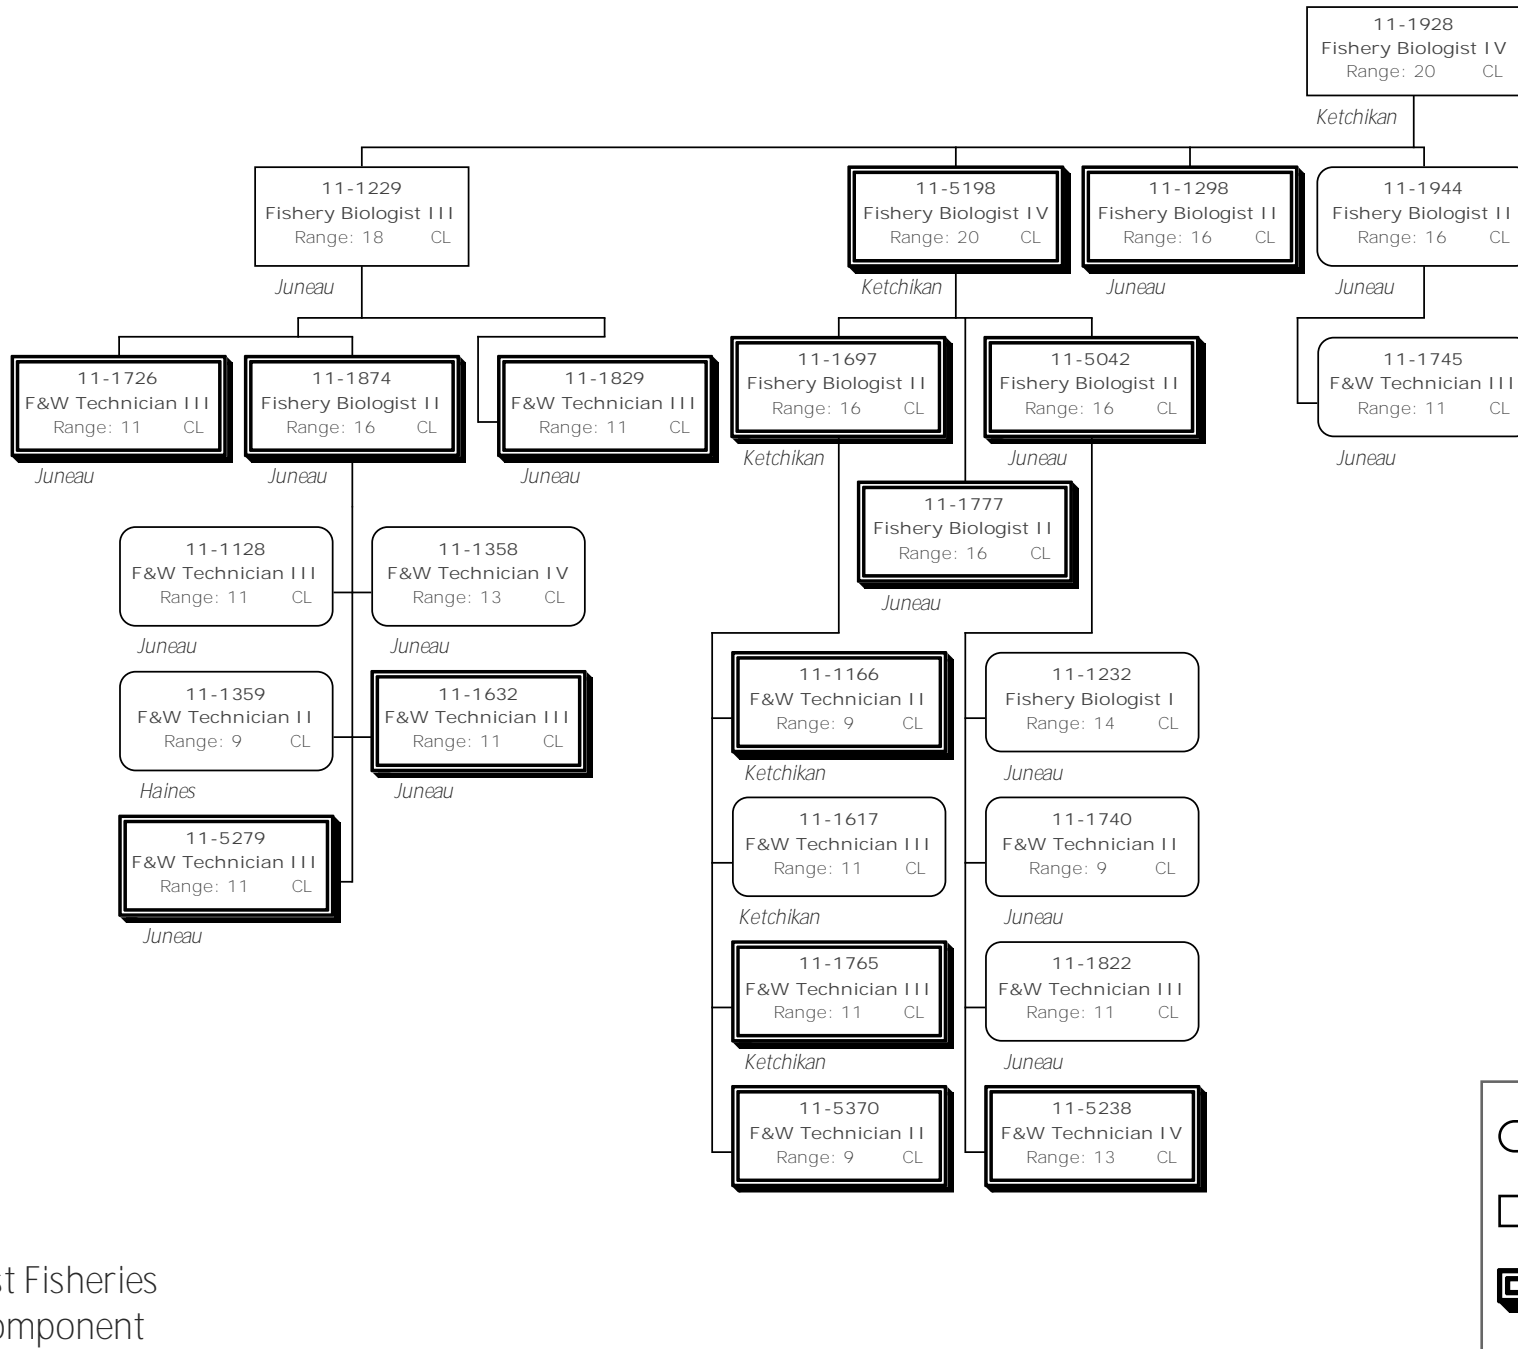 11-1928
Fishery Biologist IV
Range: 20 CL
Ketchikan
11-1229
Fishery Biologist III
Range: 18 CL
Juneau
11-5198
Fishery Biologist IV
Range: 20 CL
Ketchikan
11-1298
Fishery Biologist II
Range: 16 CL
Juneau
11-1944
Fishery Biologist II
Range: 16 CL
Juneau
11-1726
F&W Technician III
Range: 11 CL
Juneau
11-1874
Fishery Biologist II
Range: 16 CL
Juneau
11-1829
F&W Technician III
Range: 11 CL
Juneau
11-1697
Fishery Biologist II
Range: 16 CL
Ketchikan
11-5042
Fishery Biologist II
Range: 16 CL
Juneau
11-1745
F&W Technician III
Range: 11 CL
Juneau
11-1777
Fishery Biologist II
Range: 16 CL
Juneau
11-1128
F&W Technician III
Range: 11 CL
Juneau
11-1358
F&W Technician IV
Range: 13 CL
Juneau
11-1359
F&W Technician II
Range: 9 CL
Haines
11-1632
F&W Technician III
Range: 11 CL
Juneau
11-5279
F&W Technician III
Range: 11 CL
Juneau
11-1166
F&W Technician II
Range: 9 CL
Ketchikan
11-1232
Fishery Biologist I
Range: 14 CL
Juneau
11-1617
F&W Technician III
Range: 11 CL
Ketchikan
11-1740
F&W Technician II
Range: 9 CL
Juneau
11-1765
F&W Technician III
Range: 11 CL
Ketchikan
11-1822
F&W Technician III
Range: 11 CL
Juneau
11-5370
F&W Technician II
Range: 9 CL
11-5238
F&W Technician IV
Range: 13 CL
st Fisheries
omponent